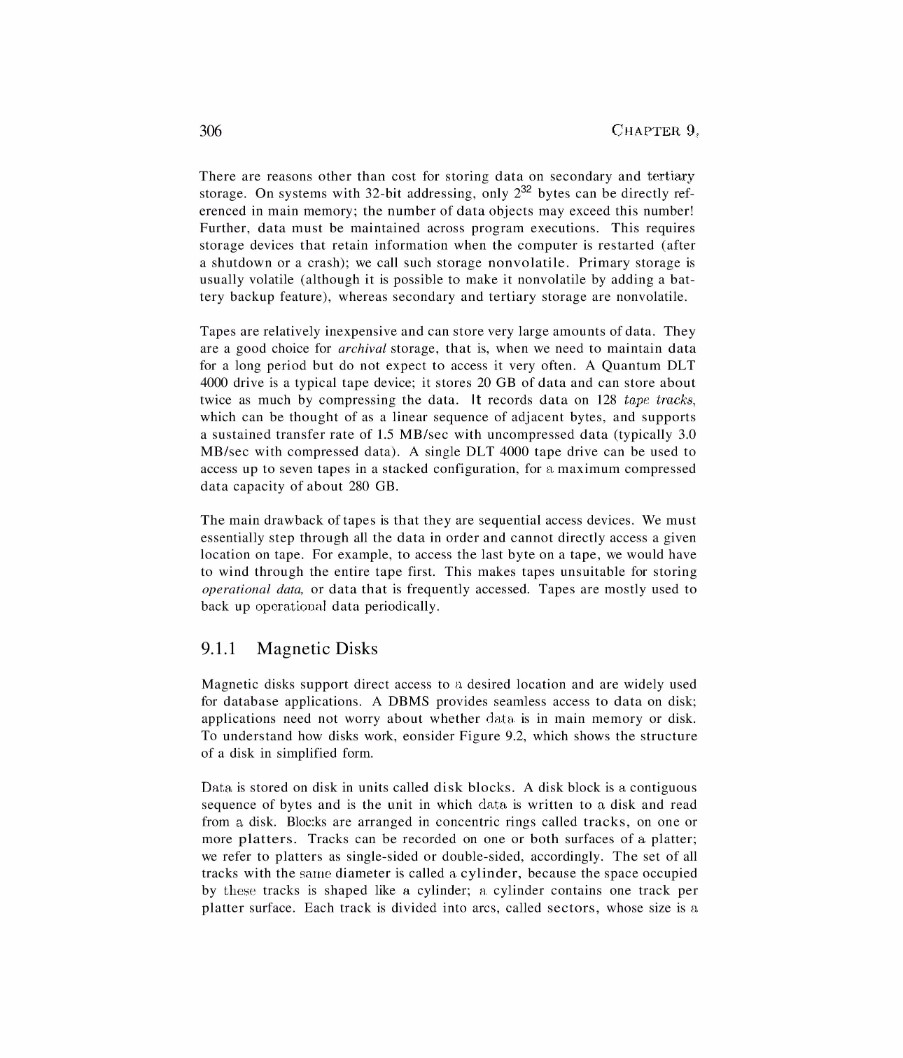 306
CHAPTER 9,
There are reasons other than cost for storing data on secondary and tertiary
storage. On systems with 32-bit addressing, only 2³² bytes can be directly ref-
erenced in main memory; the number of data objects may exceed this number!
Further, data must be maintained across program executions. This requires
storage devices that retain information when the computer is restarted (after
a shutdown or a crash); we call such storage nonvolatile. Primary storage is
usually volatile (although it is possible to make it nonvolatile by adding a bat-
tery backup feature), whereas secondary and tertiary storage are nonvolatile.
Tapes are relatively inexpensive and can store very large amounts of data. They
are a good choice for archival storage, that is, when we need to maintain data
for a long period but do not expect to access it very often. A Quantum DLT
4000 drive is a typical tape device; it stores 20 GB of data and can store about
twice as much by compressing the data. It records data on 128 tape tracks,
which can be thought of as a linear sequence of adjacent bytes, and supports
a sustained transfer rate of 1.5 MB/sec with uncompressed data (typically 3.0
MB/sec with compressed data). A single DLT 4000 tape drive can be used to
access up to seven tapes in a stacked configuration, for a maximum compressed
data capacity of about 280 GB.
The main drawback of tapes is that they are sequential access devices. We must
essentially step through all the data in order and cannot directly access a given
location on tape. For example, to access the last byte on a tape, we would have
to wind through the entire tape first. This makes tapes unsuitable for storing
operational data, or data that is frequently accessed. Tapes are mostly used to
back up operational data periodically.
9.1.1 Magnetic Disks
Magnetic disks support direct access to a desired location and are widely used
for database applications. A DBMS provides seamless access to data on disk;
applications need not worry about whether data is in main memory or disk.
To understand how disks work, eonsider Figure 9.2, which shows the structure
of a disk in simplified form.
Data is stored on disk in units called disk blocks. A disk block is a contiguous
sequence of bytes and is the unit in which data is written to a disk and read
from a disk. Bloc:ks are arranged in concentric rings called tracks, on one or
more platters. Tracks can be recorded on one or both surfaces of a platter;
we refer to platters as single-sided or double-sided, accordingly. The set of all
tracks with the same diameter is called a cylinder, because the space occupied
by these tracks is shaped like a cylinder; a cylinder contains one track per
platter surface. Each track is divided into arcs, called sectors, whose size is a